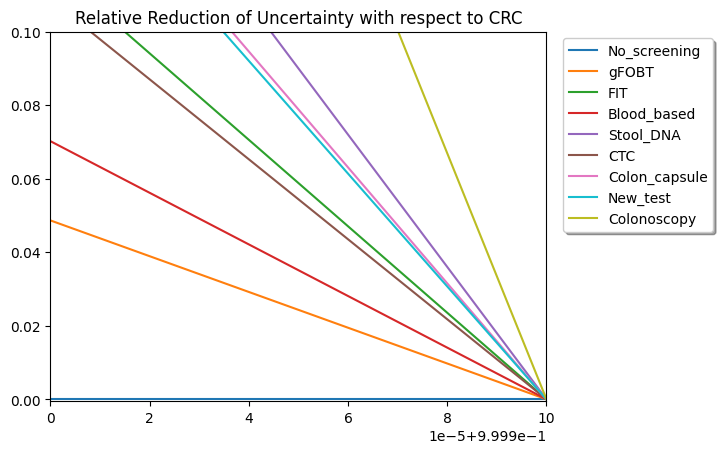 Relative Reduction of Uncertainty with respect to CRC
0.10
0.08
0.06
0.04
0.02
0.00
0 2 4 6 8 10
1e-5+9.999e-1
No_screening
gFOBT
FIT
Blood_based
Stool_DNA
CTC
Colon_capsule
New_test
Colonoscopy